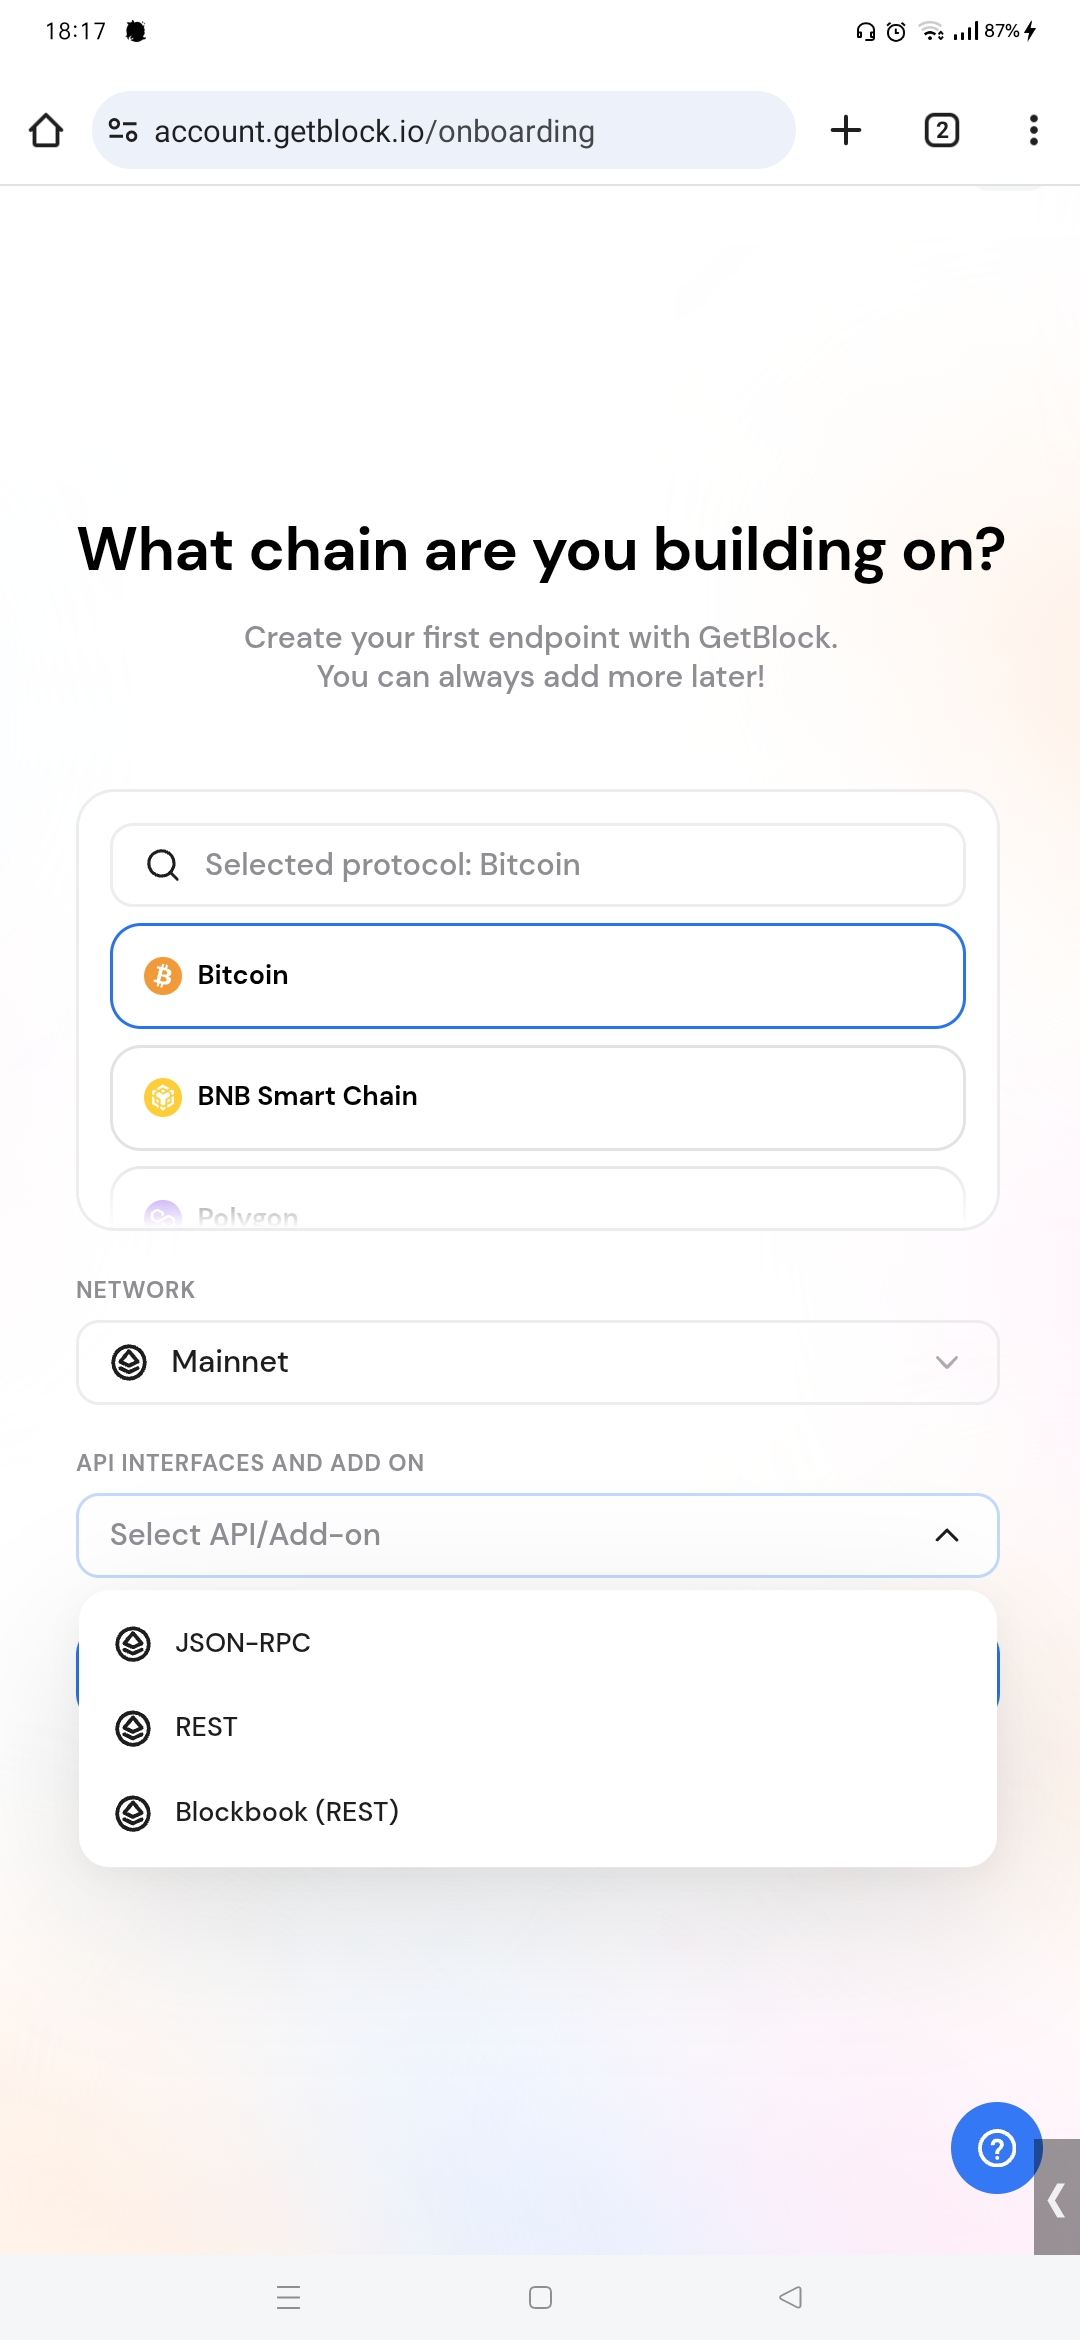 18:17
87%
account.getblock.io/onboarding
2
What chain are you building on?
Create your first endpoint with GetBlock.
You can always add more later!
Selected protocol: Bitcoin
Bitcoin
BNB Smart Chain
Polygon
NETWORK
Mainnet
API INTERFACES AND ADD ON
Select API/Add-on
JSON-RPC
REST
Blockbook (REST)